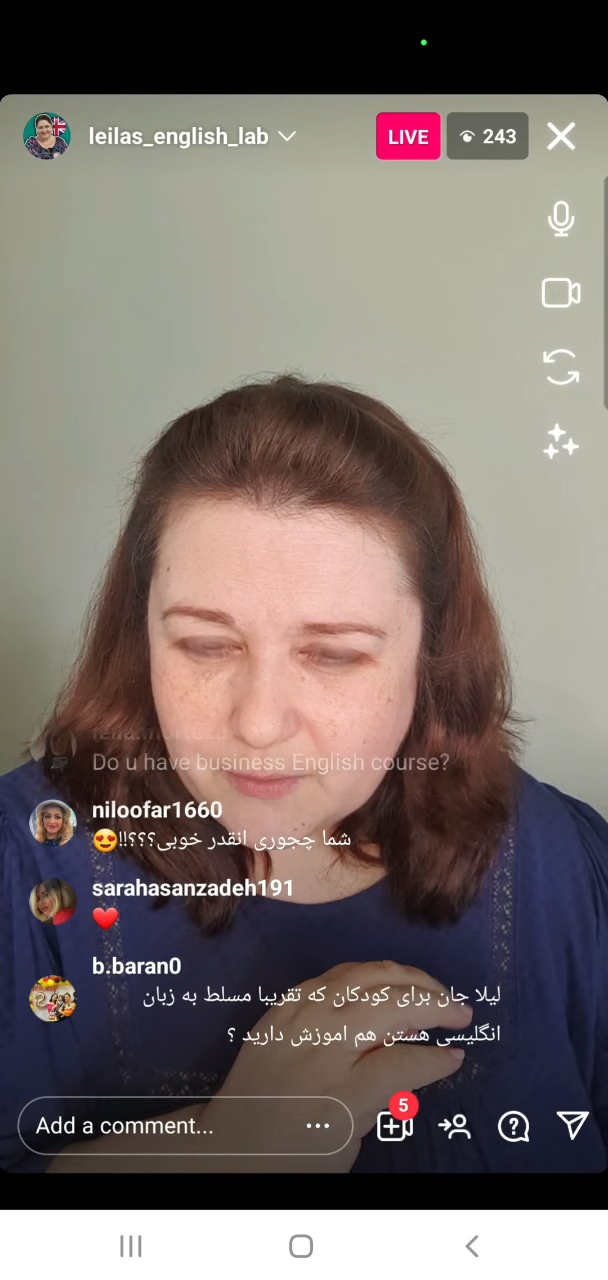 leilas_english_lab
LIVE
243
Do u have business English course?
niloofar1660
شما چجوری انقدر خوبی؟؟؟!!😍
sarahasanzadeh191
❤️
b.baran0
لیلا جان برای کودکان که تقریبا مسلط به زبان
انگلیسی هستن هم اموزش دارید ؟
5
Add a comment...